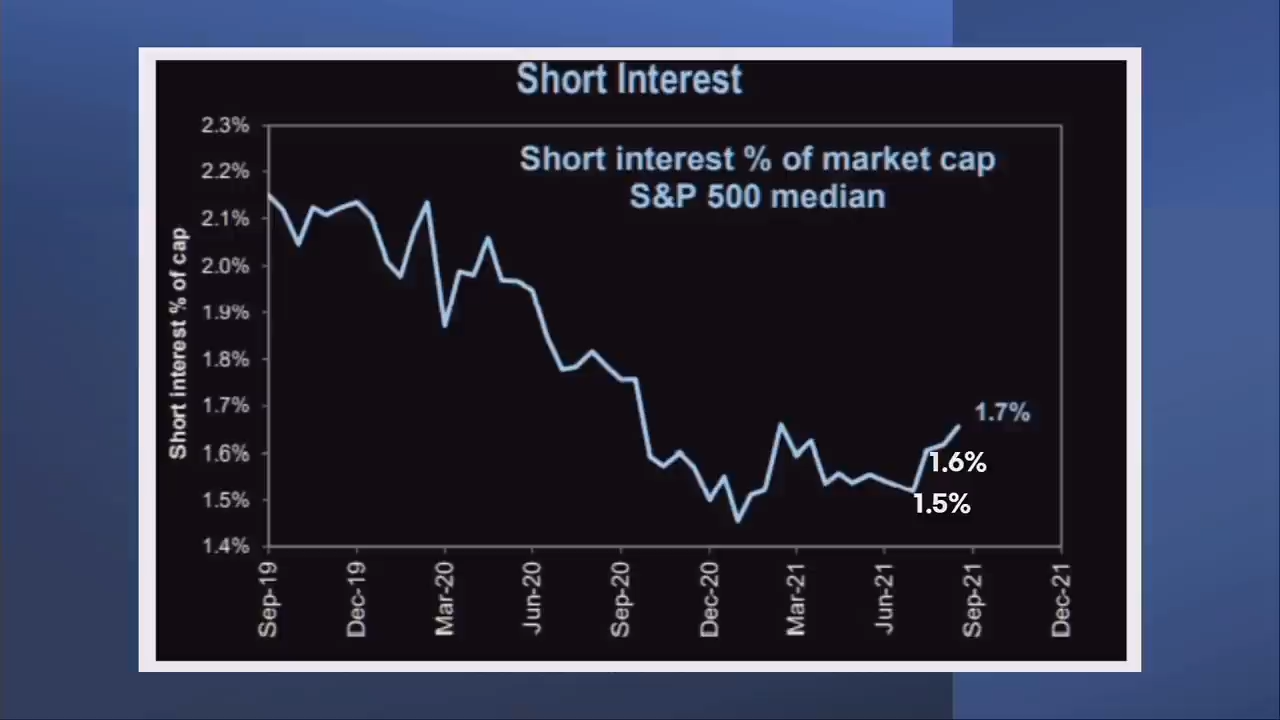 Short Interest
Short interest % of market cap
S&P 500 median
Short interest % of cap
2.3%
2.2%
2.1%
2.0%
1.9%
1.8%
1.7%
1.6%
1.5%
1.4%
1.7%
1.6%
1.5%
Sep-19
Dec-19
Mar-20
Jun-20
Sep-20
Dec-20
Mar-21
Jun-21
Sep-21
Dec-21